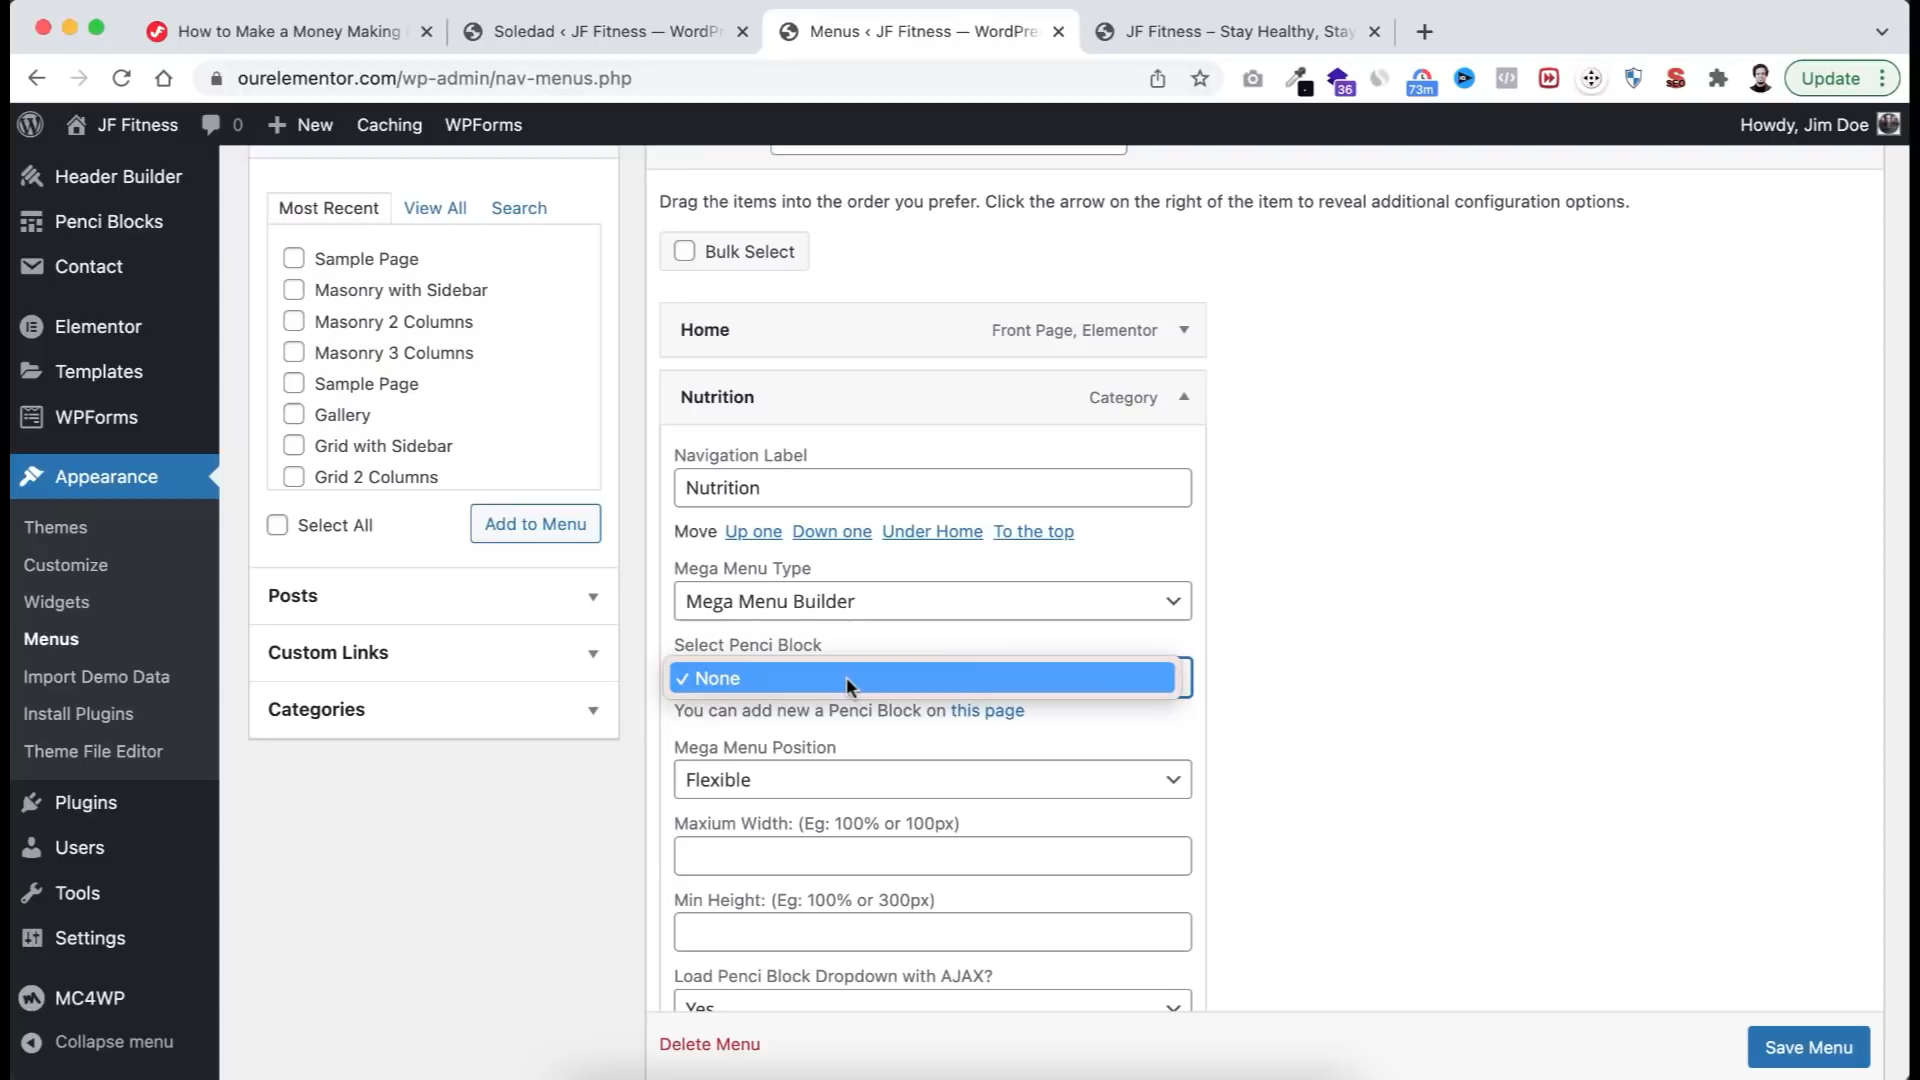 How to Make a Money Making
Soledad ‹ JF Fitness — WordPr
Menus ‹ JF Fitness — WordPre
JF Fitness – Stay Healthy, Stay
ourelementor.com/wp-admin/nav-menus.php
36
73m
SEO
Update
JF Fitness
0
New
Caching
WPForms
Howdy, Jim Doe
Header Builder
Penci Blocks
Contact
Elementor
Templates
WPForms
Appearance
Themes
Customize
Widgets
Menus
Import Demo Data
Install Plugins
Theme File Editor
Plugins
Users
Tools
Settings
MC4WP
Collapse menu
Most Recent
View All
Search
Sample Page
Masonry with Sidebar
Masonry 2 Columns
Masonry 3 Columns
Sample Page
Gallery
Grid with Sidebar
Grid 2 Columns
Select All
Add to Menu
Posts
Custom Links
Categories
Drag the items into the order you prefer. Click the arrow on the right of the item to reveal additional configuration options.
Bulk Select
Home
Front Page, Elementor
Nutrition
Category
Navigation Label
Nutrition
Move Up one Down one Under Home To the top
Mega Menu Type
Mega Menu Builder
Select Penci Block
✓ None
You can add new a Penci Block on this page
Mega Menu Position
Flexible
Maxium Width: (Eg: 100% or 100px)
Min Height: (Eg: 100% or 300px)
Load Penci Block Dropdown with AJAX?
Yes
Delete Menu
Save Menu